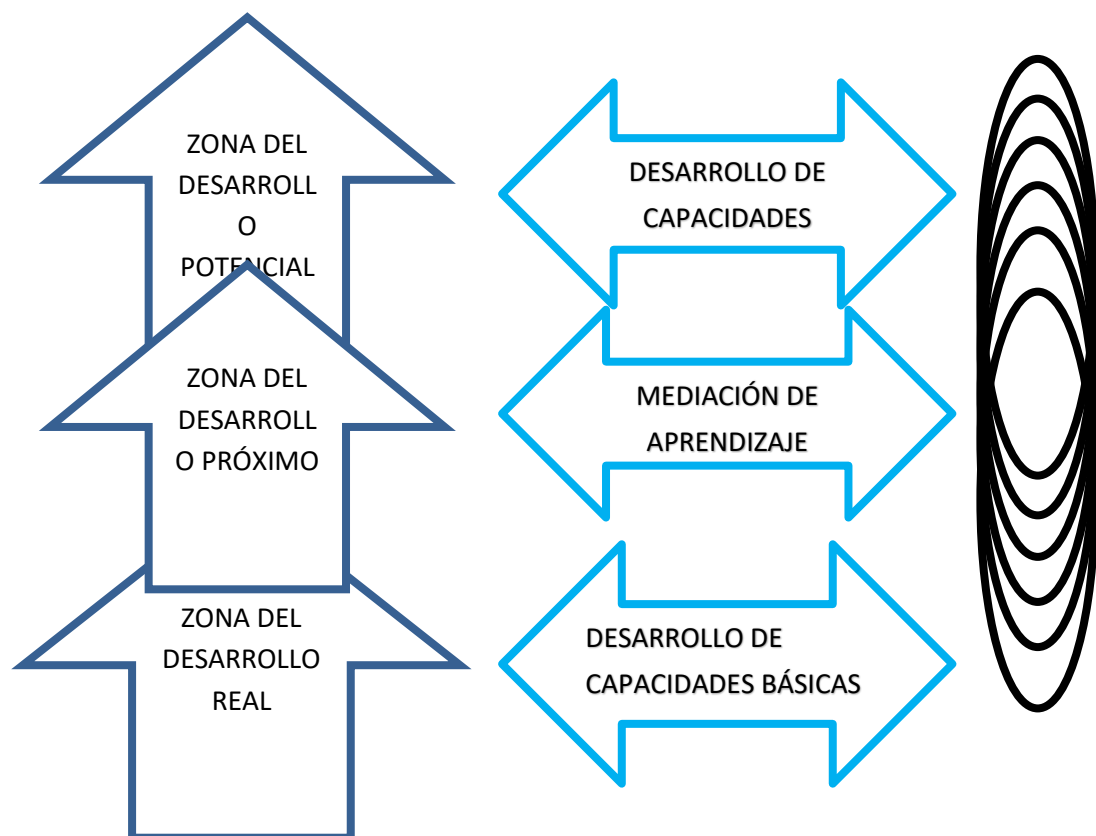 ZONA DEL
DESARROLL
O
POTENCIAL
DESARROLLO DE
CAPACIDADES
ZONA DEL
DESARROLL
O PRÓXIMO
MEDIACIÓN DE
APRENDIZAJE
ZONA DEL
DESARROLLO
REAL
DESARROLLO DE
CAPACIDADES BÁSICAS